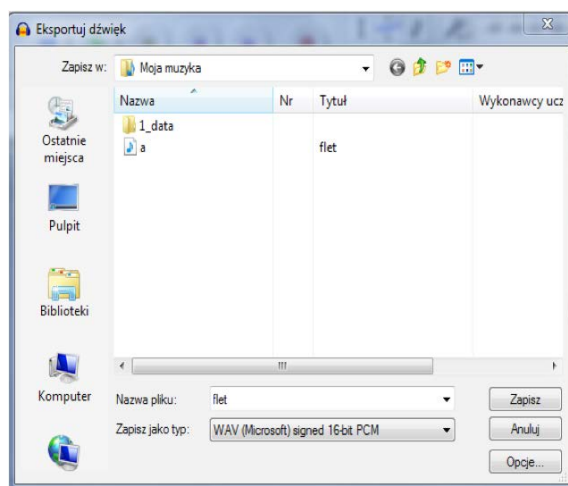 Eksportuj dźwięk
Zapisz w: Moja muzyka
Nazwa Nr Tytuł Wykonawcy ucz
1_data
a flet
Ostatnie
miejsca
Pulpit
Biblioteki
Komputer
Nazwa pliku: flet Zapisz
Zapisz jako typ: WAV (Microsoft) signed 16-bit PCM Anuluj
Opcje...